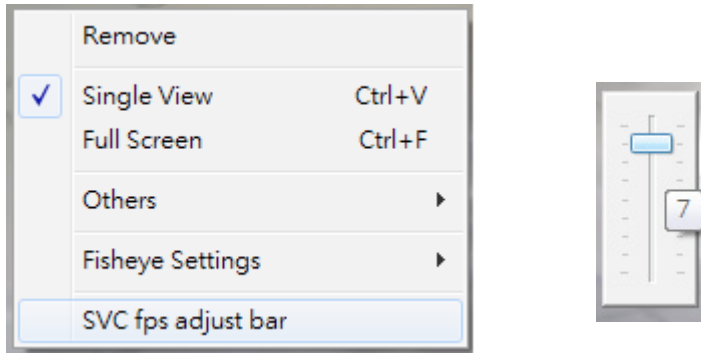 Remove
Single View Ctrl+V
Full Screen Ctrl+F
Others
Fisheye Settings
SVC fps adjust bar
7